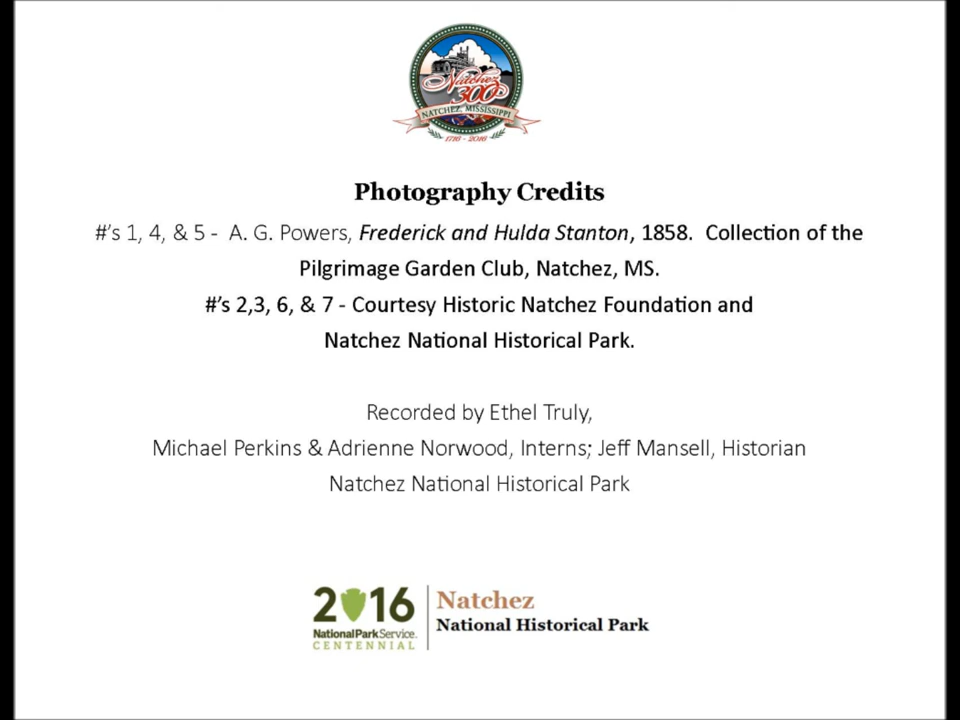 Natchez
300
NATCHEZ, MISSISSIPPI
1716 - 2016
Photography Credits
#'s 1, 4, & 5 - A. G. Powers, Frederick and Hulda Stanton, 1858. Collection of the
Pilgrimage Garden Club, Natchez, MS.
#'s 2,3, 6, & 7 - Courtesy Historic Natchez Foundation and
Natchez National Historical Park.
Recorded by Ethel Truly,
Michael Perkins & Adrienne Norwood, Interns; Jeff Mansell, Historian
Natchez National Historical Park
2016
National Park Service
CENTENNIAL
Natchez
National Historical Park